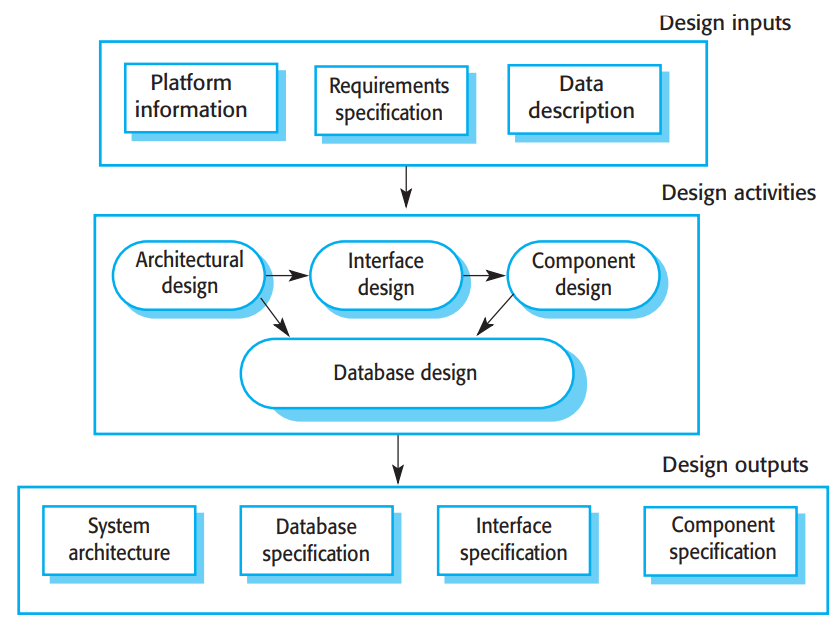 Design inputs
Platform
information
Requirements
specification
Data
description
Design activities
Architectural
design
Interface
design
Component
design
Database design
Design outputs
System
architecture
Database
specification
Interface
specification
Component
specification